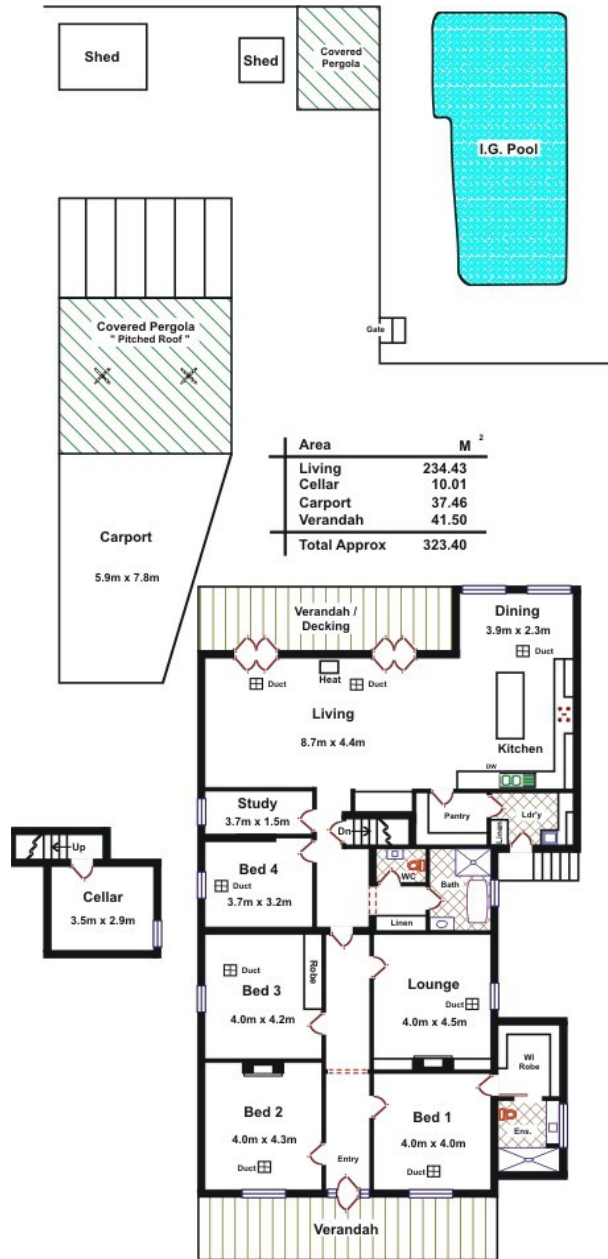 Shed
Shed
Covered
Pergola
I.G. Pool
Covered Pergola
" Pitched Roof "
Gate
Area M 2
Living 234.43
Cellar 10.01
Carport 37.46
Verandah 41.50
Total Approx 323.40
Carport
5.9m x 7.8m
Verandah /
Decking
Dining
3.9m x 2.3m
Duct
Heat
Duct
Duct
Living
8.7m x 4.4m
Kitchen
DW
Study
3.7m x 1.5m
Pantry
Ldr'y
Linen
Dn
Up
Cellar
3.5m x 2.9m
Bed 4
Duct
3.7m x 3.2m
WC
Bath
Linen
Bed 3
Duct
4.0m x 4.2m
Robe
Lounge
Duct
4.0m x 4.5m
WI
Robe
Bed 2
4.0m x 4.3m
Duct
Entry
Bed 1
4.0m x 4.0m
Duct
Ens.
Verandah